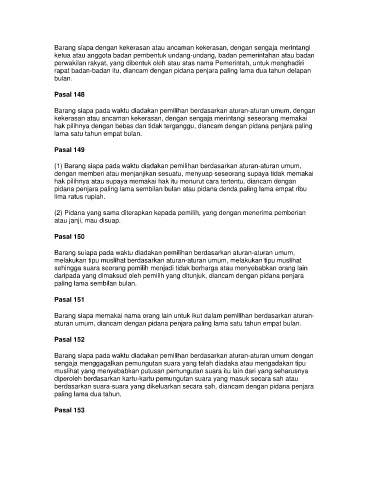 Barang siapa dengan kekerasan atau ancaman kekerasan, dengan sengaja merintangi
ketua atau anggota badan pembentuk undang-undang, badan pemerintahan atau badan
perwakilan rakyat, yang dibentuk oleh atau atas nama Pemerintah, untuk menghadiri
rapat badan-badan itu, diancam dengan pidana penjara paling lama dua tahun delapan
bulan.
Pasal 148
Barang siapa pada waktu diadakan pemilihan berdasarkan aturan-aturan umum, dengan
kekerasan atau ancaman kekerasan, dengan sengaja merintangi seseorang memakai
hak pilihnya dengan bebas dan tidak terganggu, diancam dengan pidana penjara paling
lama satu tahun empat bulan.
Pasal 149
(1) Barang siapa pada waktu diadakan pemilihan berdasarkan aturan-aturan umum,
dengan memberi atau menjanjikan sesuatu, menyuap seseorang supaya tidak memakai
hak pilihnya atau supaya memakai hak itu menurut cara tertentu, diancam dengan
pidana penjara paling lama sembilan bulan atau pidana denda paling lama empat ribu
lima ratus rupiah.
(2) Pidana yang sama diterapkan kepada pemilih, yang dengan menerima pemberian
atau janji, mau disuap.
Pasal 150
Barang suiapa pada waktu diadakan pemilihan berdasarkan aturan-aturan umum,
melakukan tipu muslihat berdasarkan aturan-aturan umum, melakukan tipu muslihat
sehingga suara seorang pemilih menjadi tidak berharga atau menyebabkan orang lain
daripada yang dimaksud oleh pemilih yang ditunjuk, diancam dengan pidana penjara
paling lama sembilan bulan.
Pasal 151
Barang siapa memakai nama orang lain untuk ikut dalam pemilihan berdasarkan aturan-
aturan umum, diancam dengan pidana penjara paling lama satu tahun empat bulan.
Pasal 152
Barang siapa pada waktu diadakan pemilihan berdasarkan aturan-aturan umum dengan
sengaja menggagalkan pemungutan suara yang telah diadaka atau mengadakan tipu
muslihat yang menyebabkan putusan pemungutan suara itu lain dari yang seharusnya
diperoleh berdasarkan kartu-kartu pemungutan suara yang masuk secara sah atau
berdasarkan suara-suara yang dikeluarkan secara sah, diancam dengan pidana penjara
paling lama dua tahun.
Pasal 153